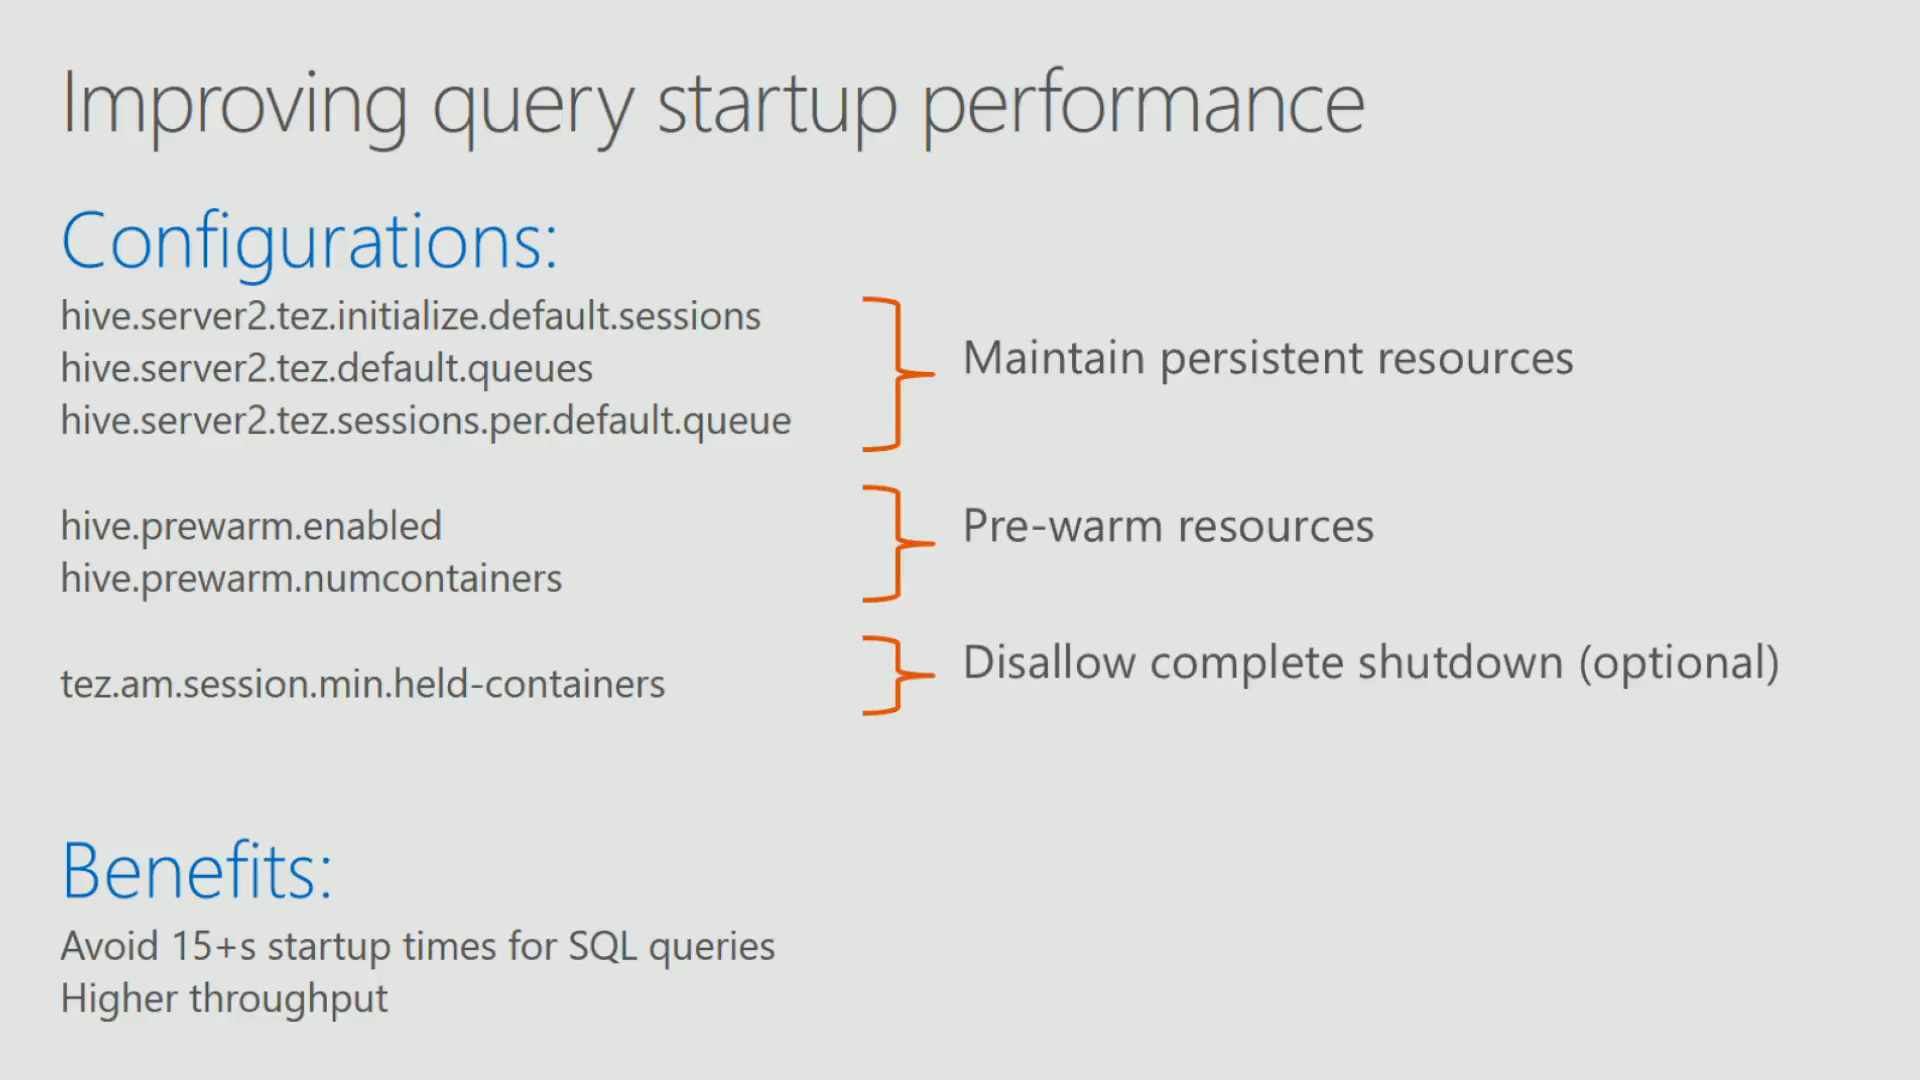 Improving query startup performance
Configurations:
hive.server2.tez.initialize.default.sessions
hive.server2.tez.default.queues
hive.server2.tez.sessions.per.default.queue
Maintain persistent resources
hive.prewarm.enabled
hive.prewarm.numcontainers
Pre-warm resources
tez.am.session.min.held-containers
Disallow complete shutdown (optional)
Benefits:
Avoid 15+s startup times for SQL queries
Higher throughput